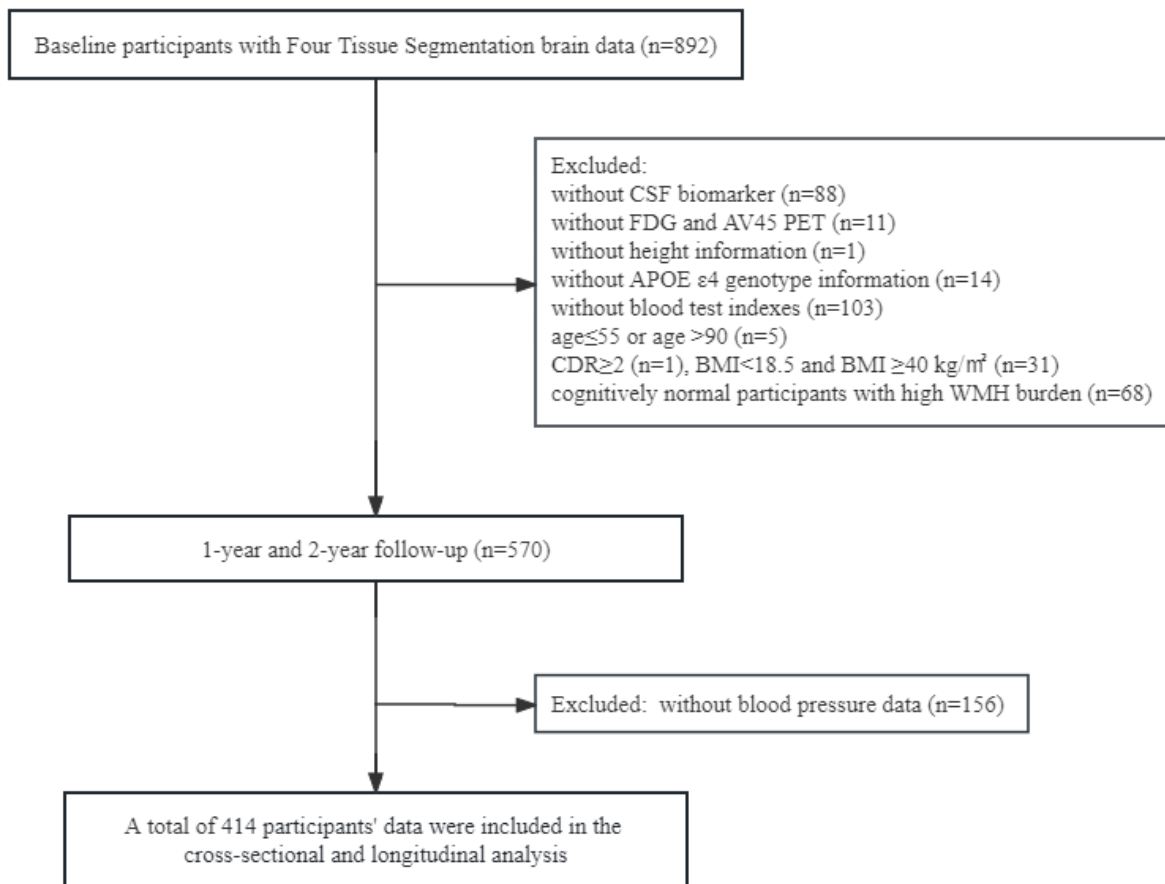 Baseline participants with Four Tissue Segmentation brain data (n=892)
Excluded:
without CSF biomarker (n=88)
without FDG and AV45 PET (n=11)
without height information (n=1)
without APOE ε4 genotype information (n=14)
without blood test indexes (n=103)
age≤55 or age >90 (n=5)
CDR≥2 (n=1), BMI<18.5 and BMI ≥40 kg/㎡ (n=31)
cognitively normal participants with high WMH burden (n=68)
1-year and 2-year follow-up (n=570)
Excluded:  without blood pressure data (n=156)
A total of 414 participants' data were included in the
cross-sectional and longitudinal analysis